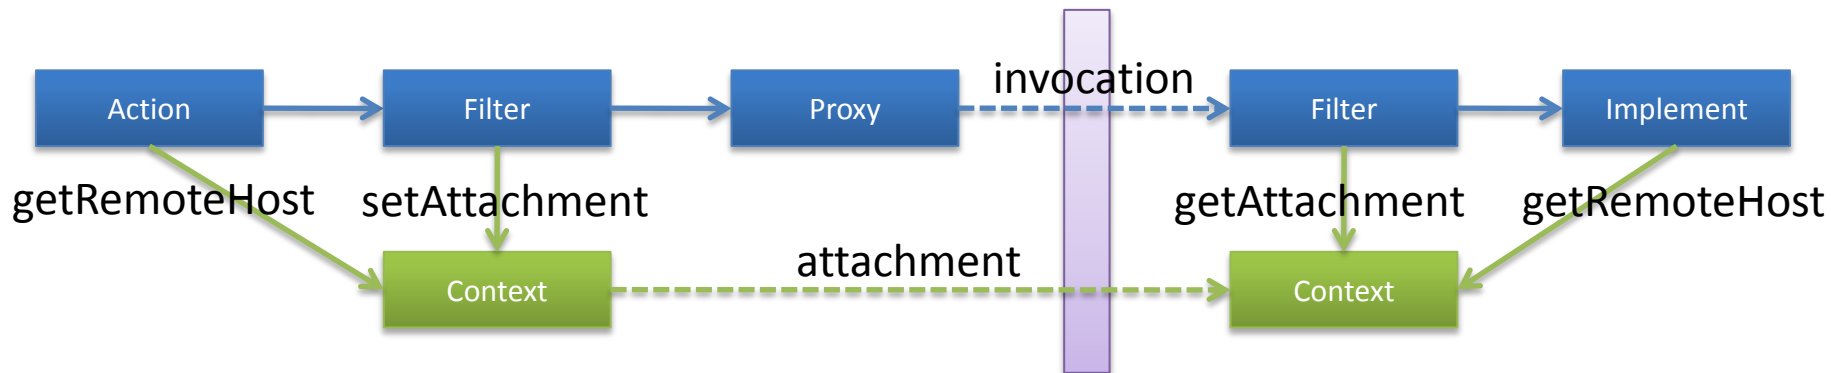 invocation
Action
Filter
Proxy
Filter
Implement
getRemoteHost
setAttachment
getAttachment
getRemoteHost
attachment
Context
Context